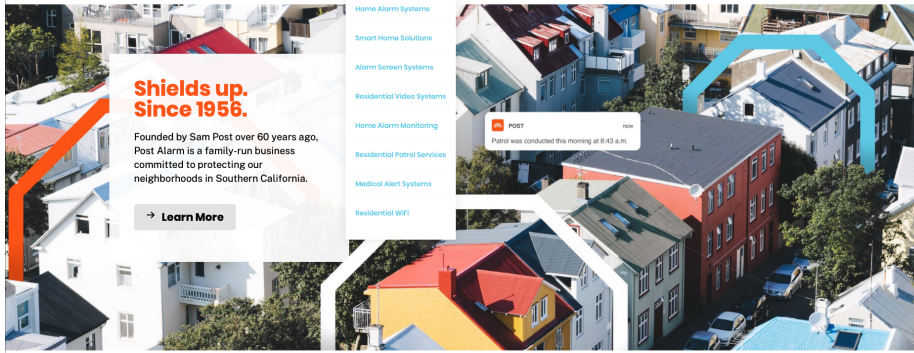 Shields up.
Since 1956.
Founded by Sam Post over 60 years ago,
Post Alarm is a family-run business
committed to protecting our
neighborhoods in Southern California.
→ Learn More
Home Alarm Systems
Smart Home Solutions
Alarm Screen Systems
Residential Video Systems
Home Alarm Monitoring
Residential Patrol Services
Medical Alert Systems
Residential WiFi
POST now
Patrol was conducted this morning at 8:43 a.m.